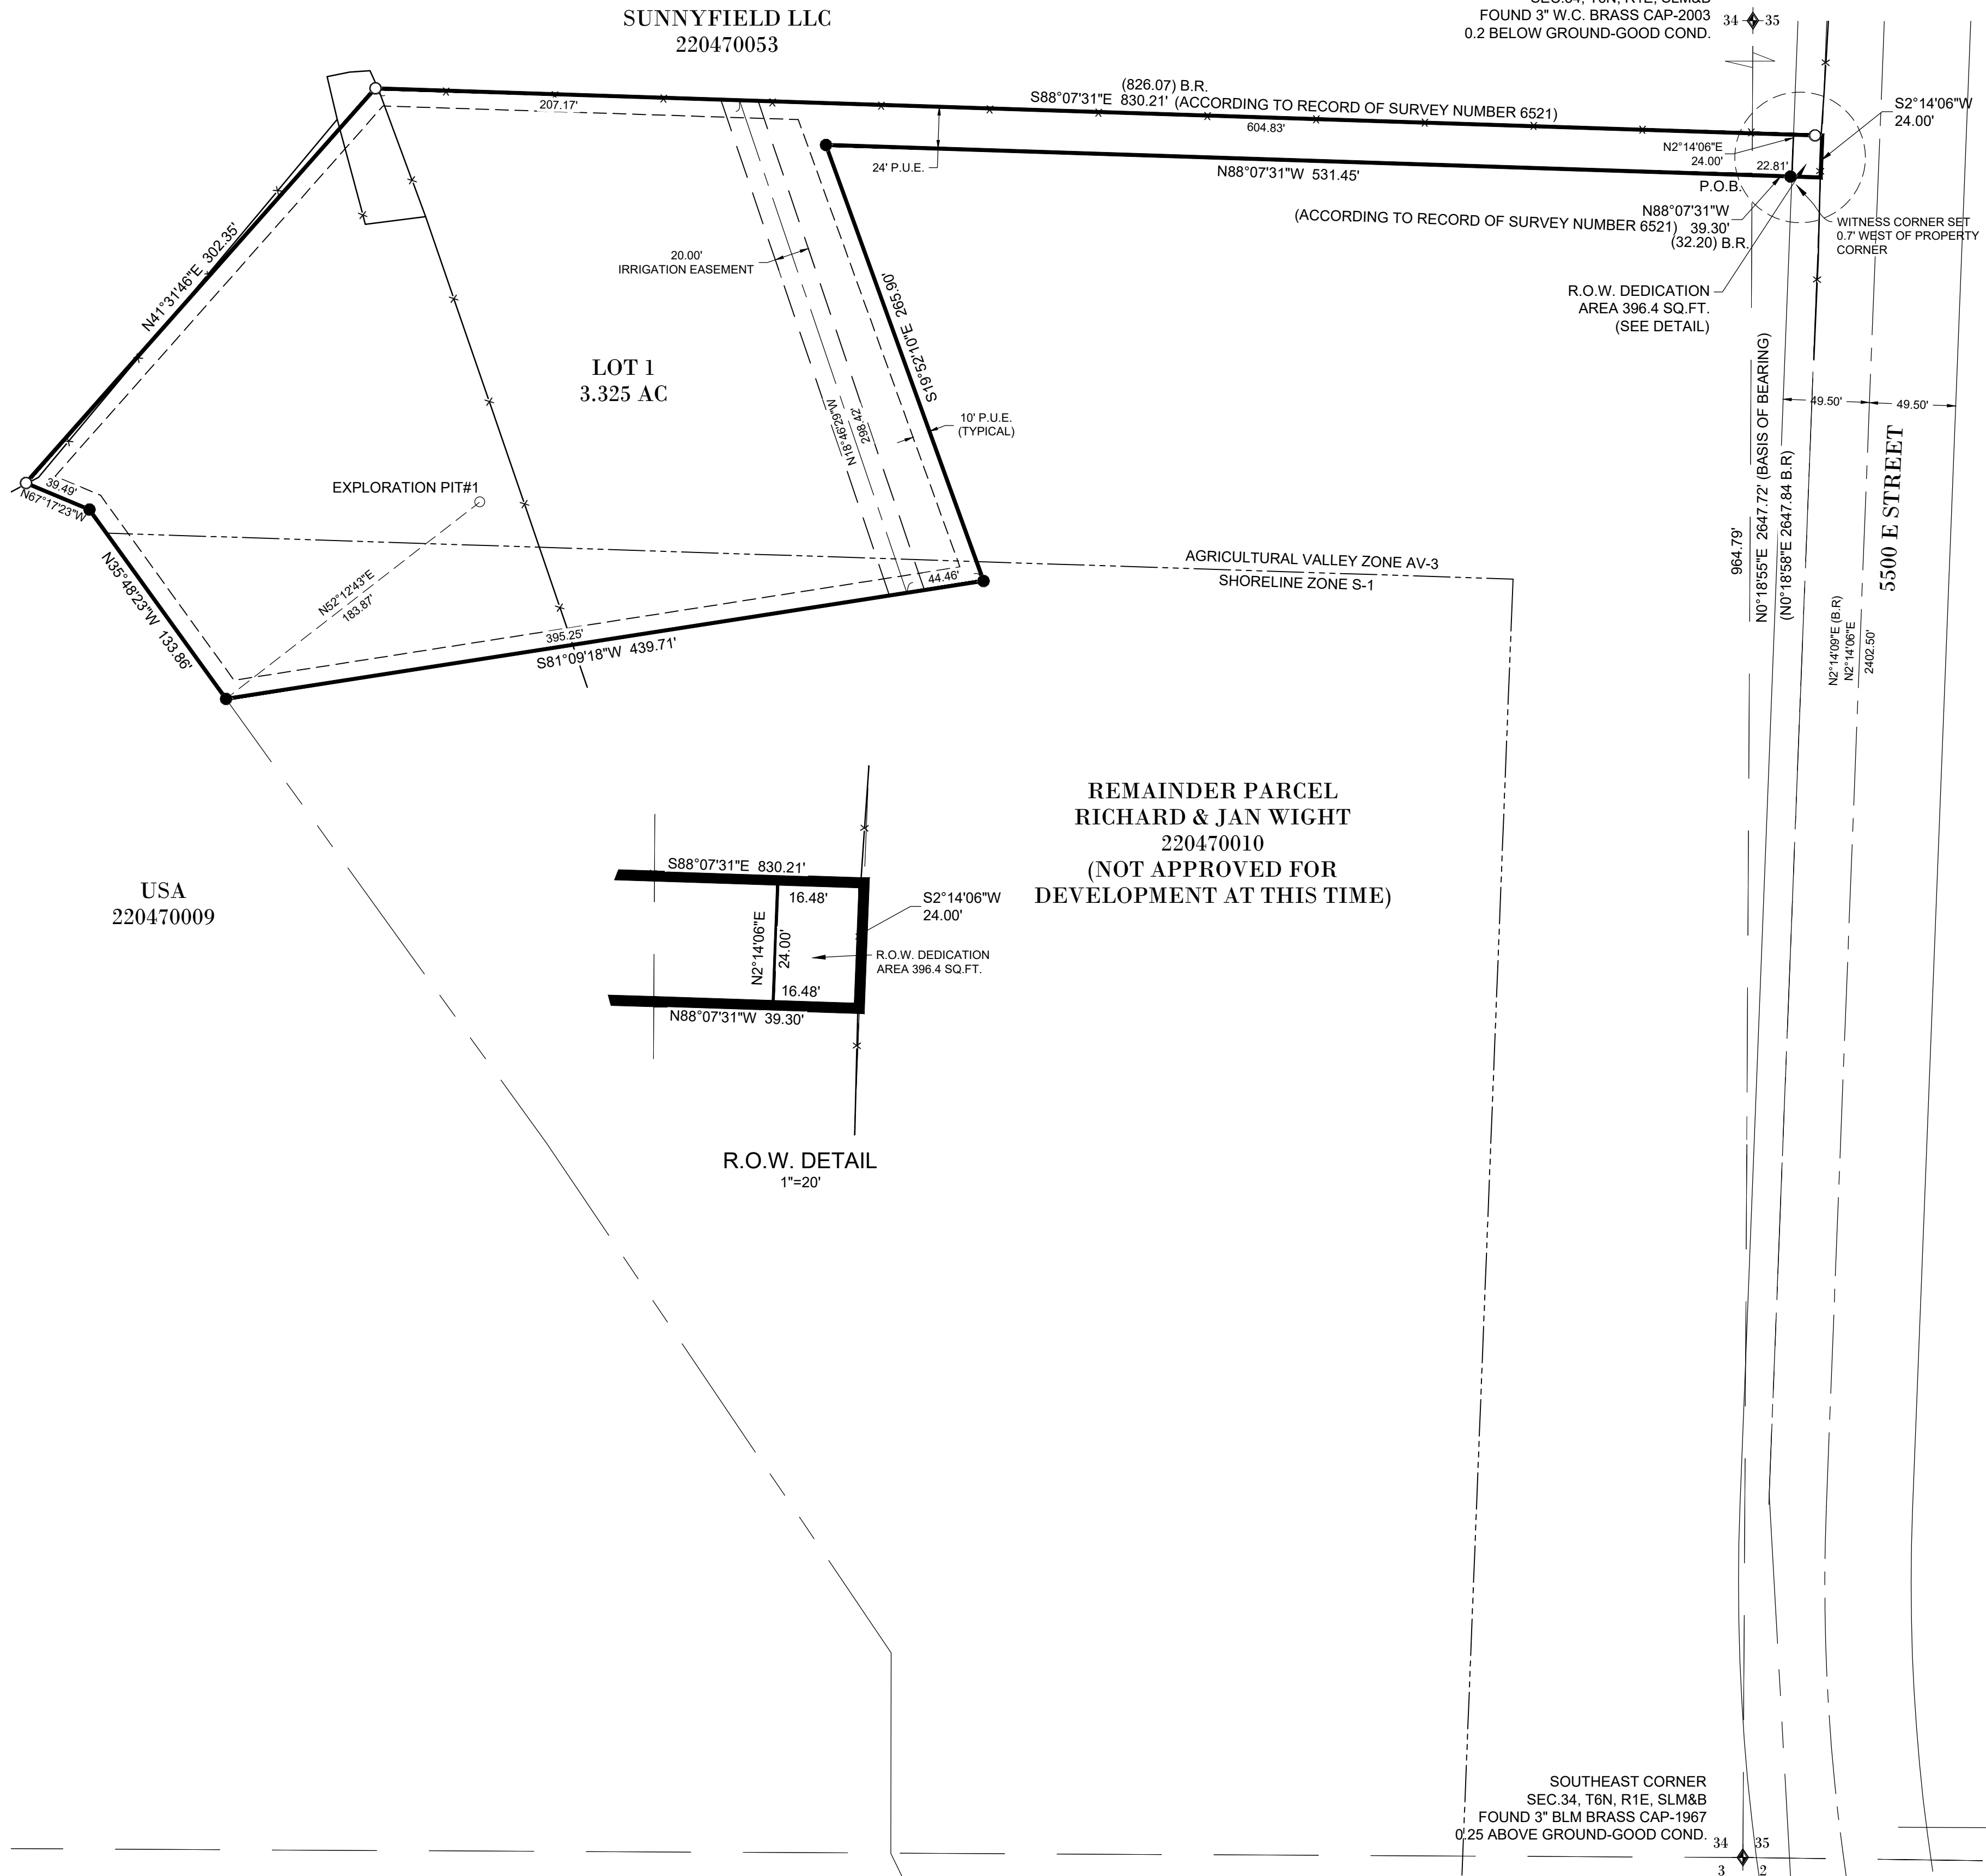 SUNNYFIELD LLC
220470053
SEC.34, T6N, R1E, SLM&B
FOUND 3" W.C. BRASS CAP-2003
0.2 BELOW GROUND-GOOD COND.
34 35
(826.07) B.R.
S88°07'31"E 830.21' (ACCORDING TO RECORD OF SURVEY NUMBER 6521)
207.17'
604.83'
S2°14'06"W
24.00'
N2°14'06"E
24.00'
22.81'
24' P.U.E.
N88°07'31"W 531.45'
P.O.B.
N88°07'31"W
(ACCORDING TO RECORD OF SURVEY NUMBER 6521) 39.30'
(32.20) B.R.
WITNESS CORNER SET
0.7' WEST OF PROPERTY
CORNER
R.O.W. DEDICATION
AREA 396.4 SQ.FT.
(SEE DETAIL)
20.00'
IRRIGATION EASEMENT
N41°31'46"E 302.35'
S19°52'10"E 265.90'
LOT 1
3.325 AC
N18°46'29"W
298.42'
10' P.U.E.
(TYPICAL)
49.50'
49.50'
5500 E STREET
964.79'
N0°18'55"E 2647.72' (BASIS OF BEARING)
(N0°18'58"E 2647.84 B.R)
N2°14'09"E (B.R)
N2°14'06"E
2402.50'
EXPLORATION PIT#1
39.49'
N67°17'23"W
N35°48'23"W 133.86'
N52°12'43"E
183.87'
AGRICULTURAL VALLEY ZONE AV-3
SHORELINE ZONE S-1
44.46'
395.25'
S81°09'18"W 439.71'
REMAINDER PARCEL
RICHARD & JAN WIGHT
220470010
(NOT APPROVED FOR
DEVELOPMENT AT THIS TIME)
USA
220470009
S88°07'31"E 830.21'
16.48'
S2°14'06"W
24.00'
N2°14'06"E
24.00'
R.O.W. DEDICATION
AREA 396.4 SQ.FT.
16.48'
N88°07'31"W 39.30'
R.O.W. DETAIL
1"=20'
SOUTHEAST CORNER
SEC.34, T6N, R1E, SLM&B
FOUND 3" BLM BRASS CAP-1967
0.25 ABOVE GROUND-GOOD COND.
34 35
3 2